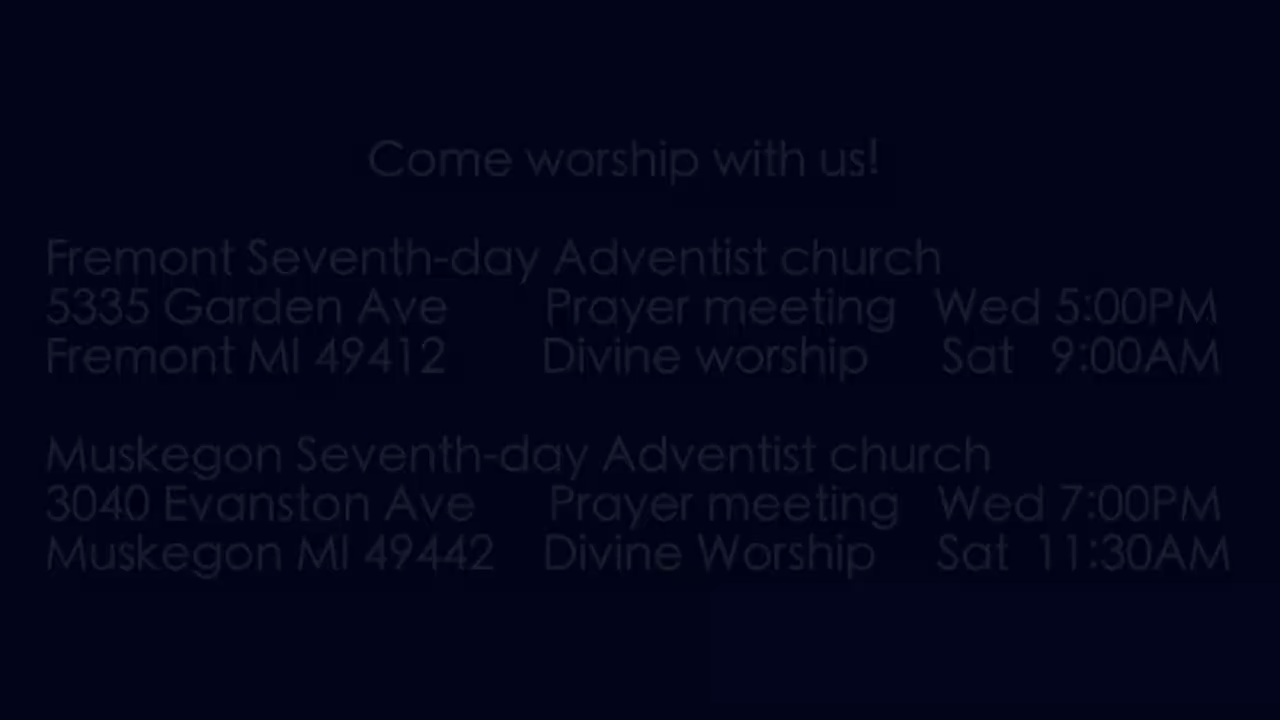 Come worship with us!
Fremont Seventh-day Adventist church
5335 Garden Ave Prayer meeting Wed 5:00PM
Fremont MI 49412 Divine worship Sat 9:00AM
Muskegon Seventh-day Adventist church
3040 Evanston Ave Prayer meeting Wed 7:00PM
Muskegon MI 49442 Divine Worship Sat 11:30AM